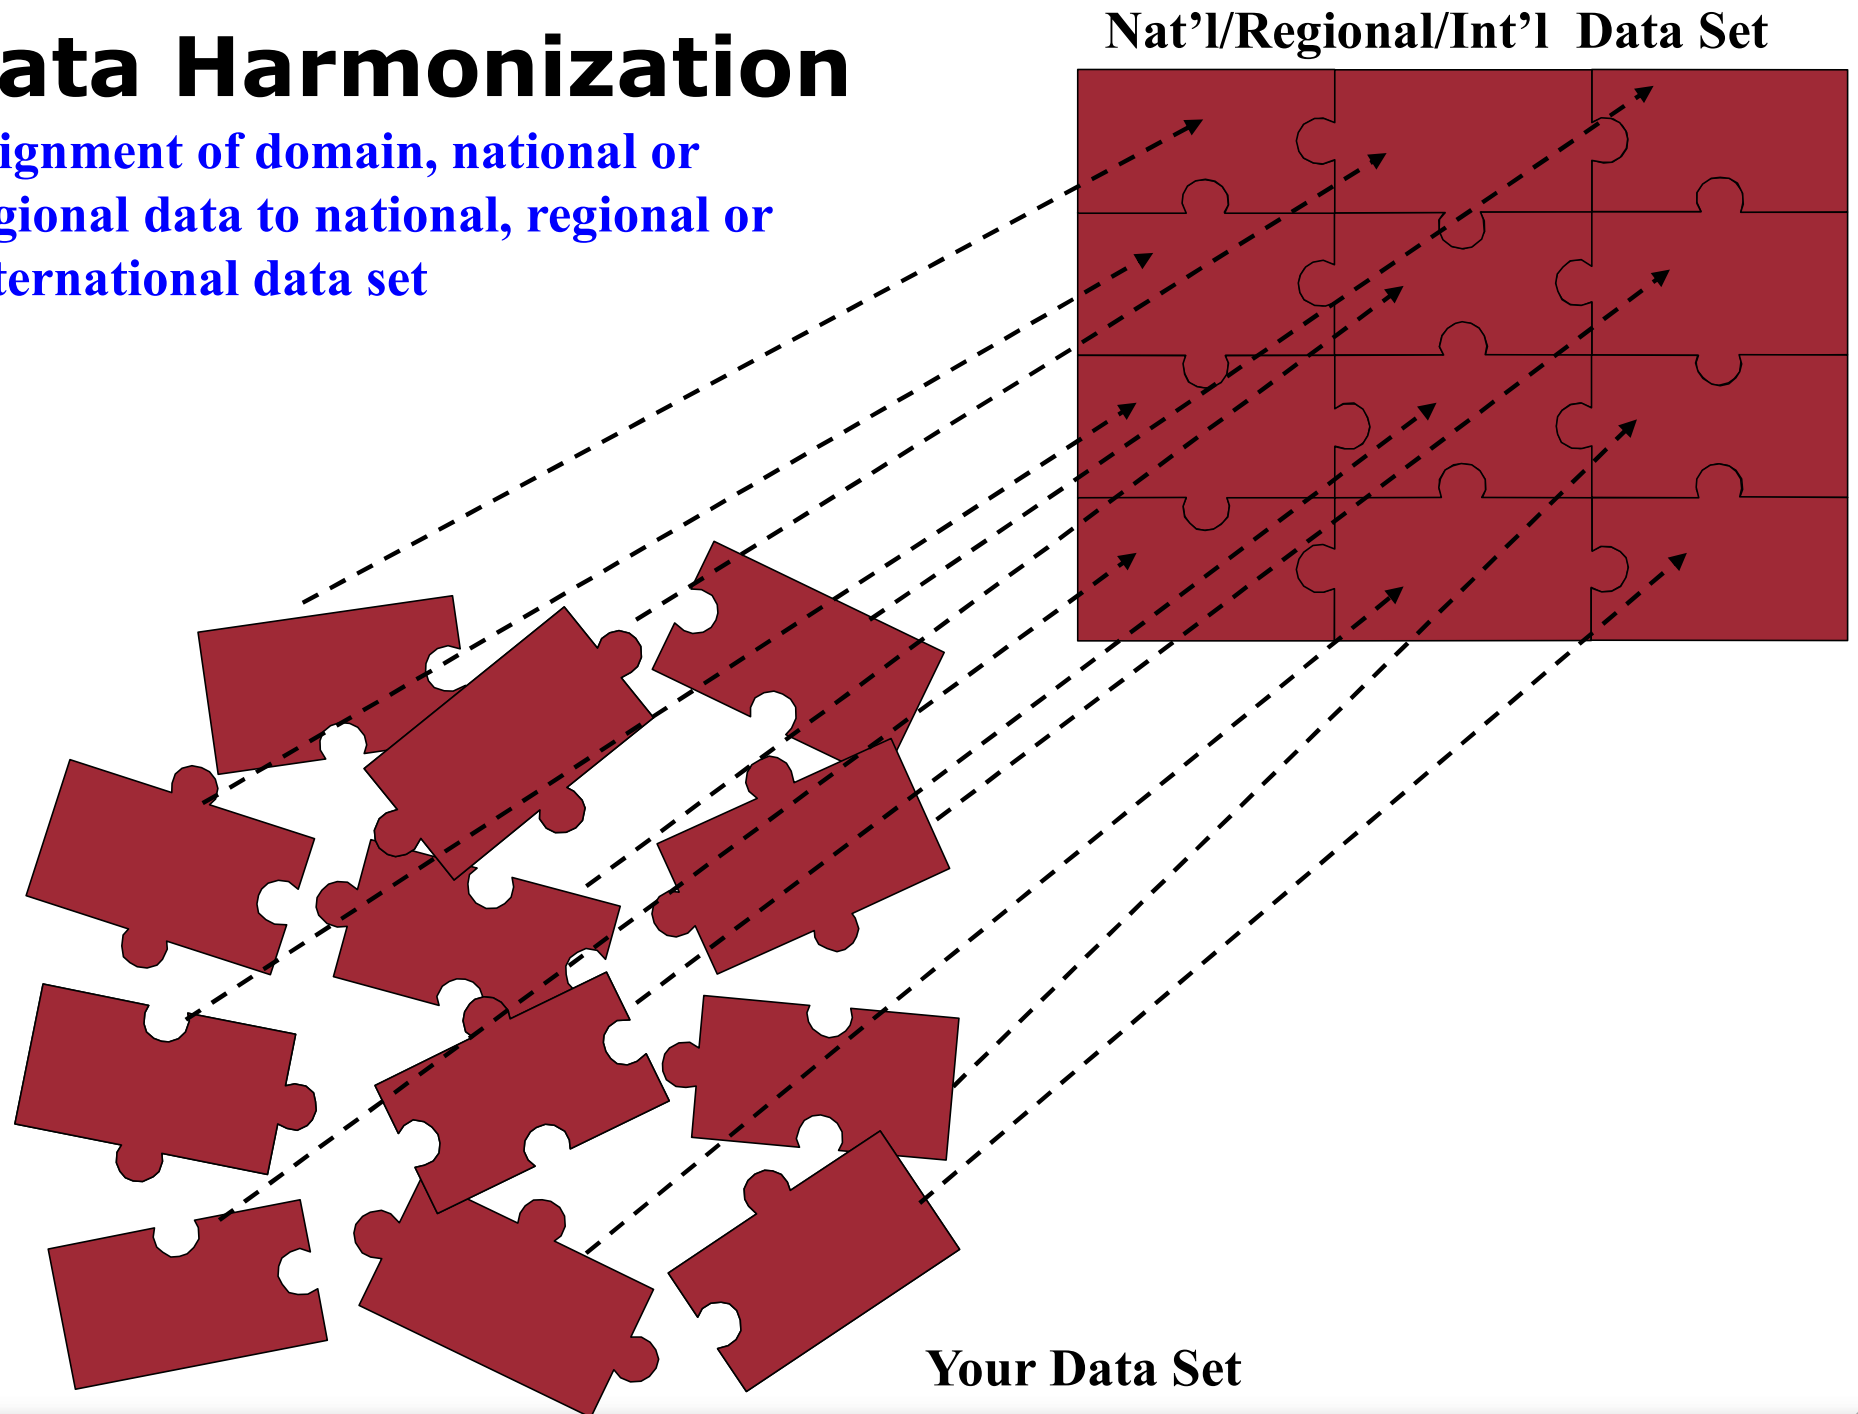 Nat’l/Regional/Int’l Data Set
ata Harmonization
ignment of domain, national or
gional data to national, regional or
ternational data set
Your Data Set